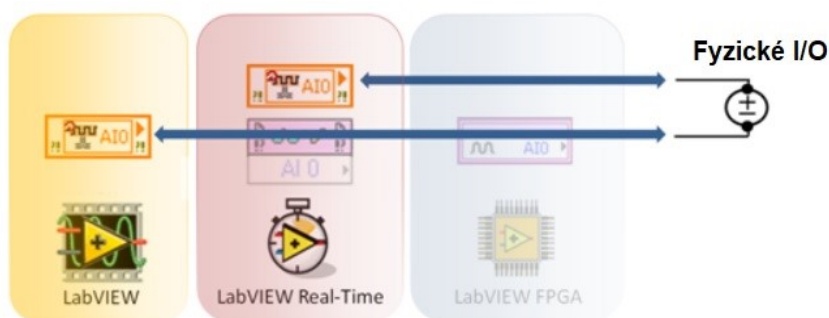 Fyzické I/O
AI0
AI0
AI 0
AI0
LabVIEW
LabVIEW Real-Time
LabVIEW FPGA